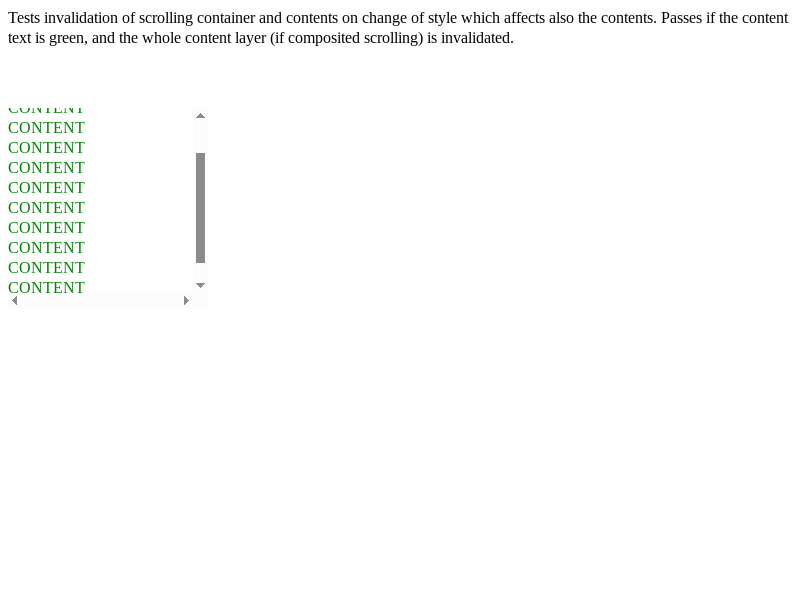 Tests invalidation of scrolling container and contents on change of style which affects also the contents. Passes if the content
text is green, and the whole content layer (if composited scrolling) is invalidated.
CONTENT
CONTENT
CONTENT
CONTENT
CONTENT
CONTENT
CONTENT
CONTENT
CONTENT
CONTENT